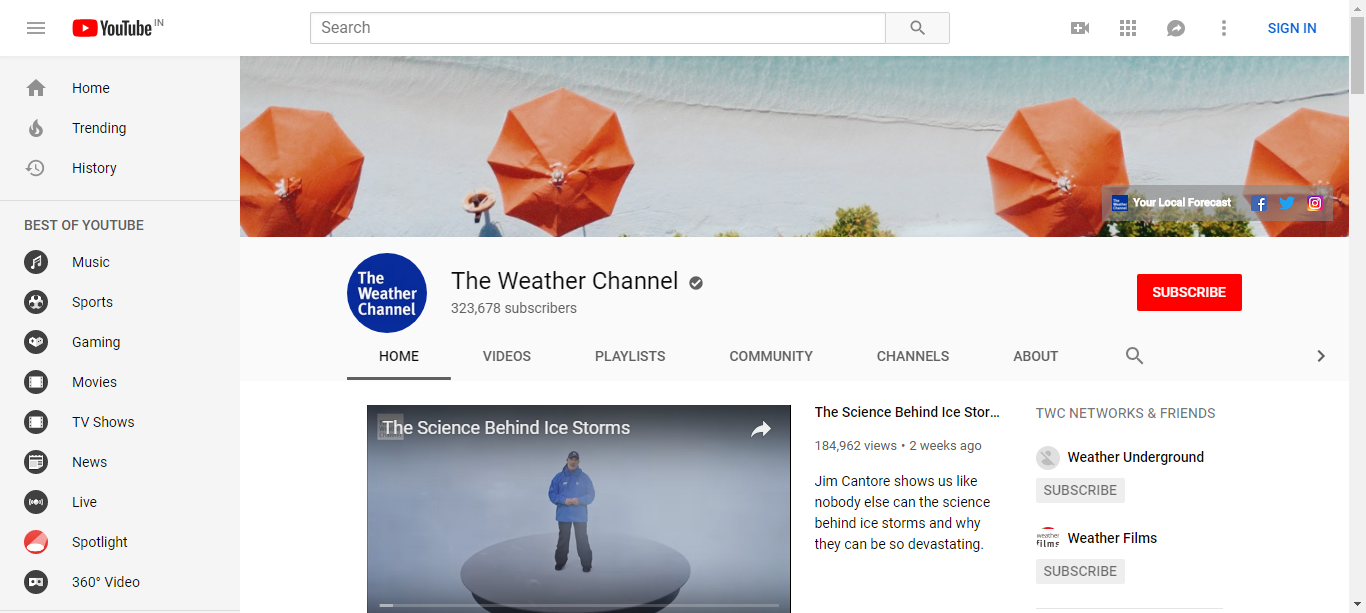 YouTube IN
Search
SIGN IN
Home
Trending
History
BEST OF YOUTUBE
Music
Sports
Gaming
Movies
TV Shows
News
Live
Spotlight
360° Video
Your Local Forecast
The
Weather
Channel
The Weather Channel
323,678 subscribers
SUBSCRIBE
HOME VIDEOS PLAYLISTS COMMUNITY CHANNELS ABOUT
The Science Behind Ice Storms
The Science Behind Ice Stor...
184,962 views • 2 weeks ago
Jim Cantore shows us like
nobody else can the science
behind ice storms and why
they can be so devastating.
TWC NETWORKS & FRIENDS
Weather Underground
SUBSCRIBE
weather
films
Weather Films
SUBSCRIBE